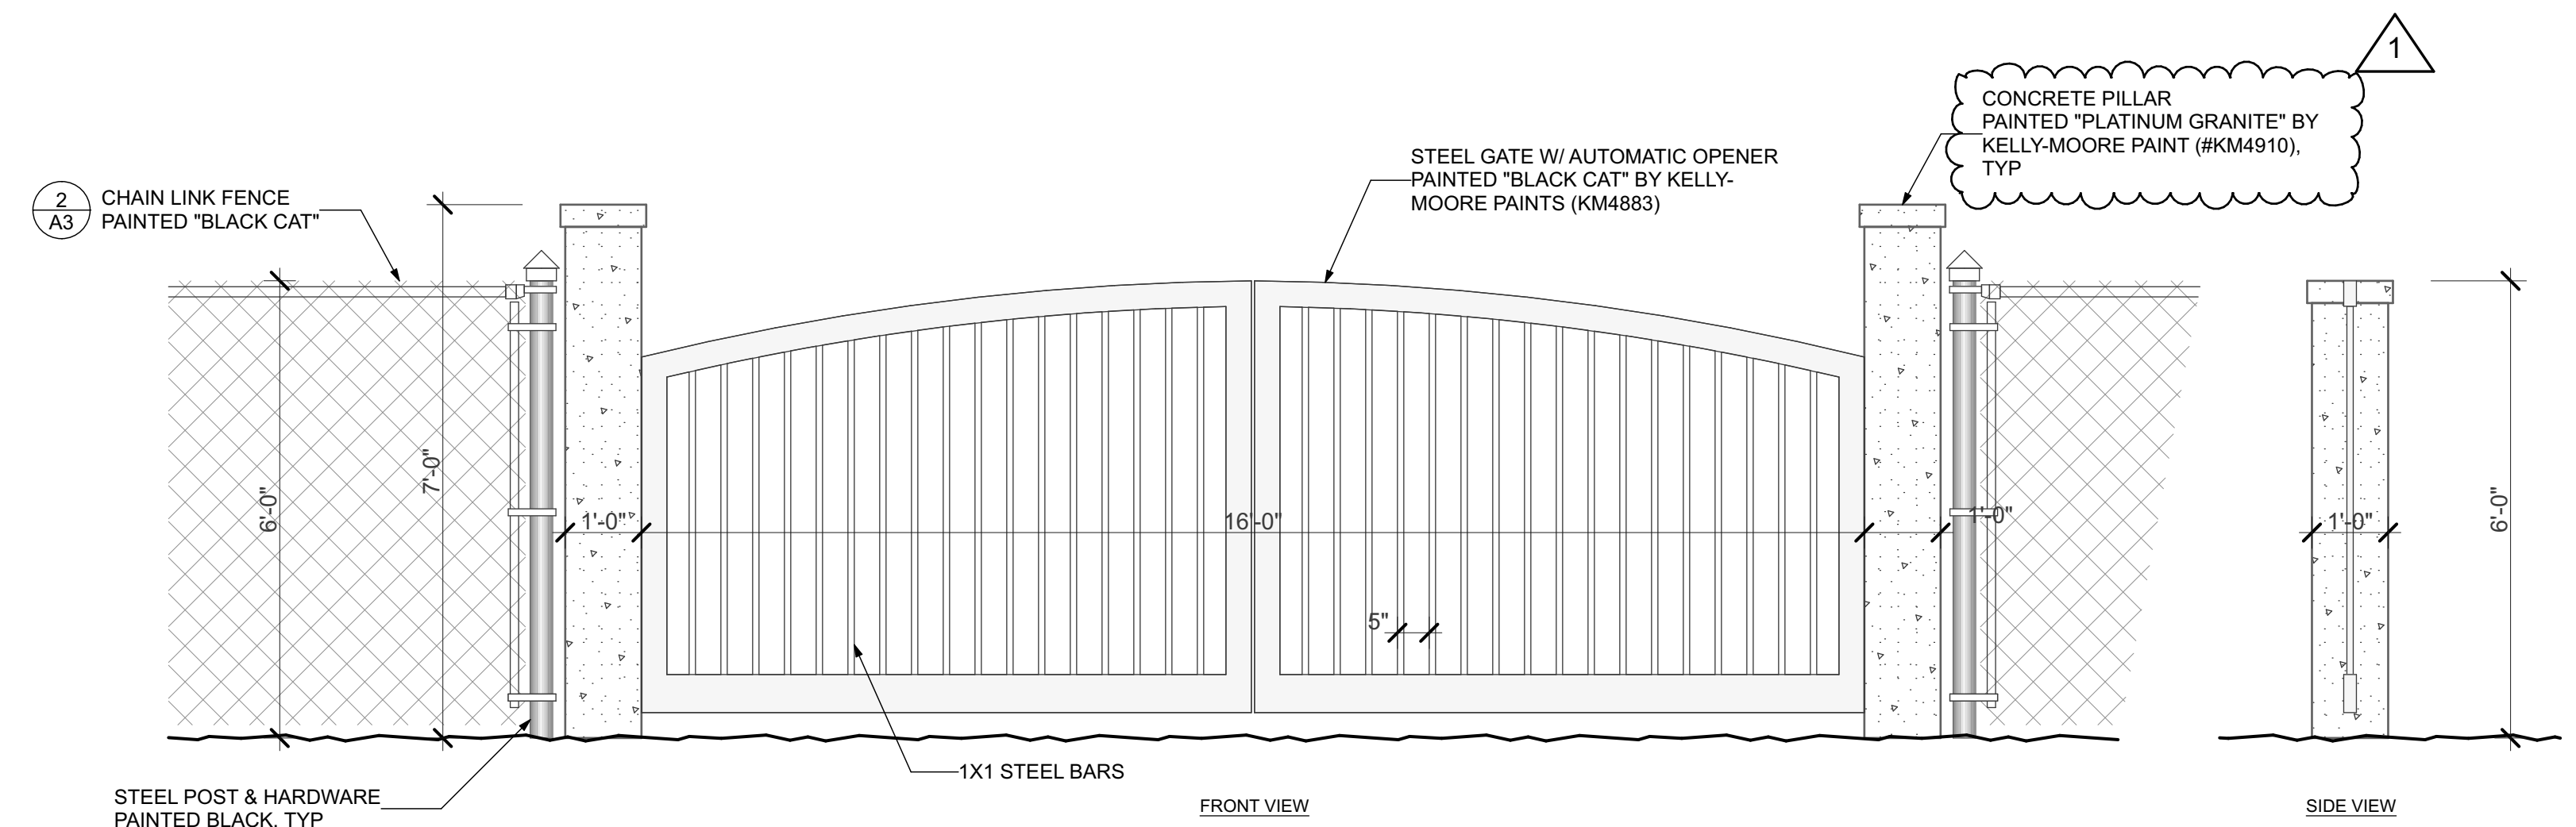 1
CONCRETE PILLAR
PAINTED "PLATINUM GRANITE" BY
KELLY-MOORE PAINT (#KM4910),
TYP
STEEL GATE W/ AUTOMATIC OPENER
PAINTED "BLACK CAT" BY KELLY-
MOORE PAINTS (KM4883)
2
A3
CHAIN LINK FENCE
PAINTED "BLACK CAT"
6'-0"
7'-0"
1'-0"
16'-0"
1'-0"
1'-0"
6'-0"
5"
1X1 STEEL BARS
STEEL POST & HARDWARE
PAINTED BLACK, TYP
FRONT VIEW
SIDE VIEW